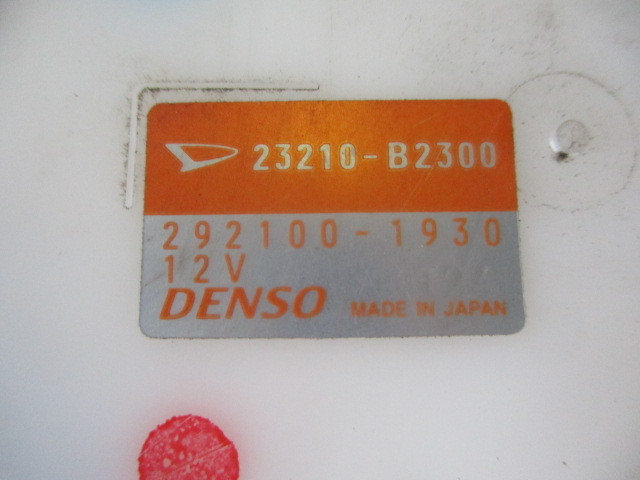 23210-B2300
292100-1930
12V
DENSO MADE IN JAPAN